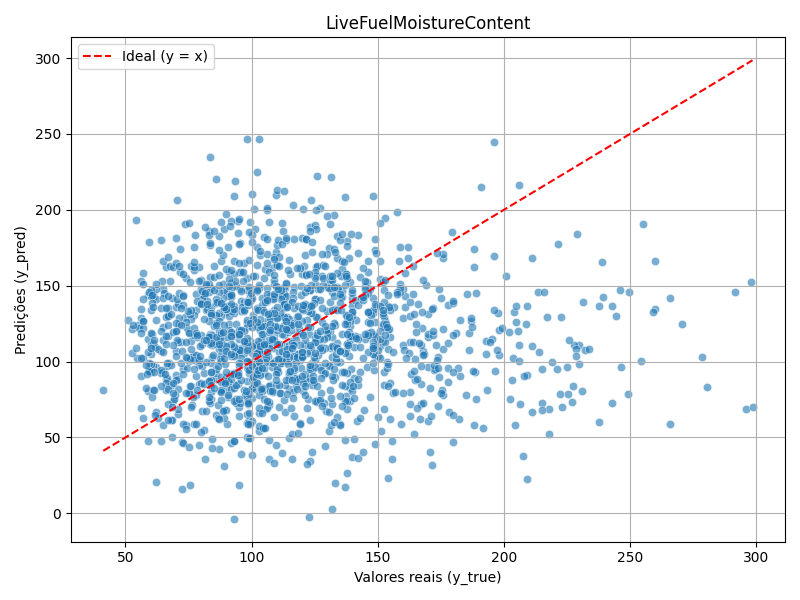 LiveFuelMoistureContent
Ideal (y = x)
Predições (y_pred)
300
250
200
150
100
50
0
50 100 150 200 250 300
Valores reais (y_true)